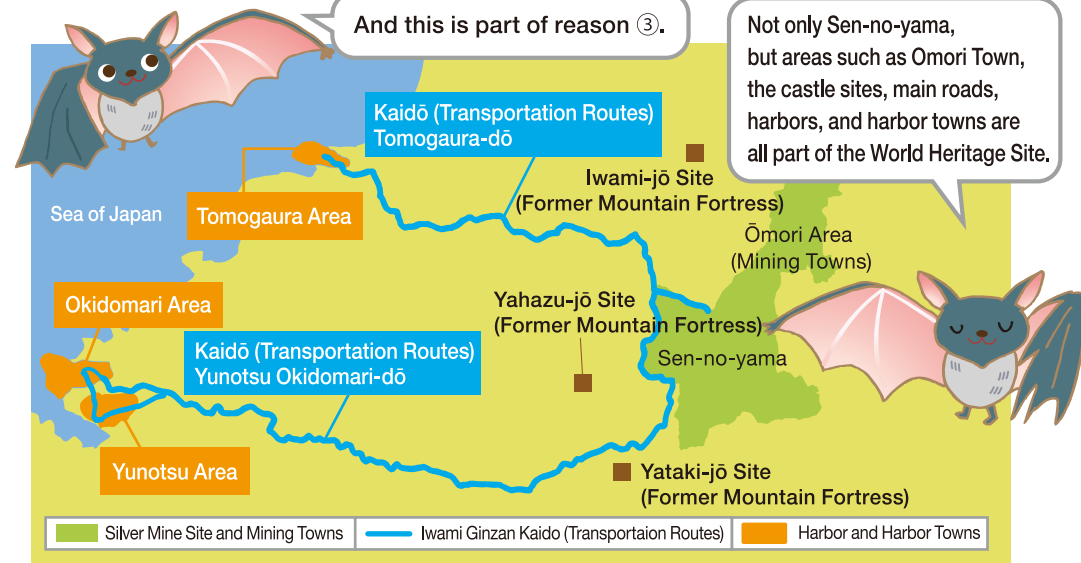 And this is part of reason ③.
Not only Sen-no-yama,
but areas such as Omori Town,
the castle sites, main roads,
harbors, and harbor towns are
all part of the World Heritage Site.
Kaidō (Transportation Routes)
Tomogaura-dō
Iwami-jō Site
(Former Mountain Fortress)
Sea of Japan
Tomogaura Area
Ōmori Area
(Mining Towns)
Okidomari Area
Yahazu-jō Site
(Former Mountain Fortress)
Kaidō (Transportation Routes)
Yunotsu Okidomari-dō
Sen-no-yama
Yunotsu Area
Yataki-jō Site
(Former Mountain Fortress)
Silver Mine Site and Mining Towns
Iwami Ginzan Kaido (Transportaion Routes)
Harbor and Harbor Towns